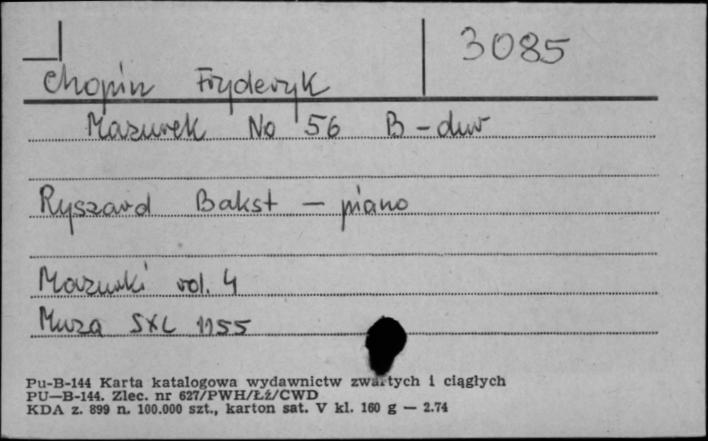 3085
Chopin Fryderyk
Mazurek No 56 B-dur
Ryszard Bakst - piano
Mazurki vol. 4
Muza SXL 1155
Pu-B-144 Karta katalogowa wydawnictw zwartych i ciągłych
PU—B-144. Zlec. nr 627/PWH/ŁŻ/CWD
KDA z. 899 n. 100.000 szt., karton sat. V kl. 160 g — 2.74